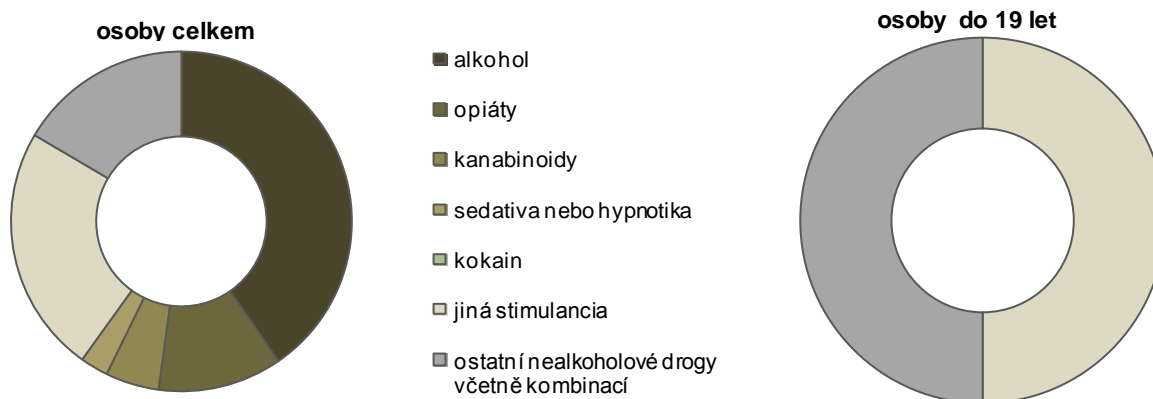 osoby celkem
alkohol
opiáty
kanabinoidy
sedativa nebo hypnotika
kokain
jiná stimulancia
ostatní nealkoholové drogy
včetně kombinací
osoby do 19 let